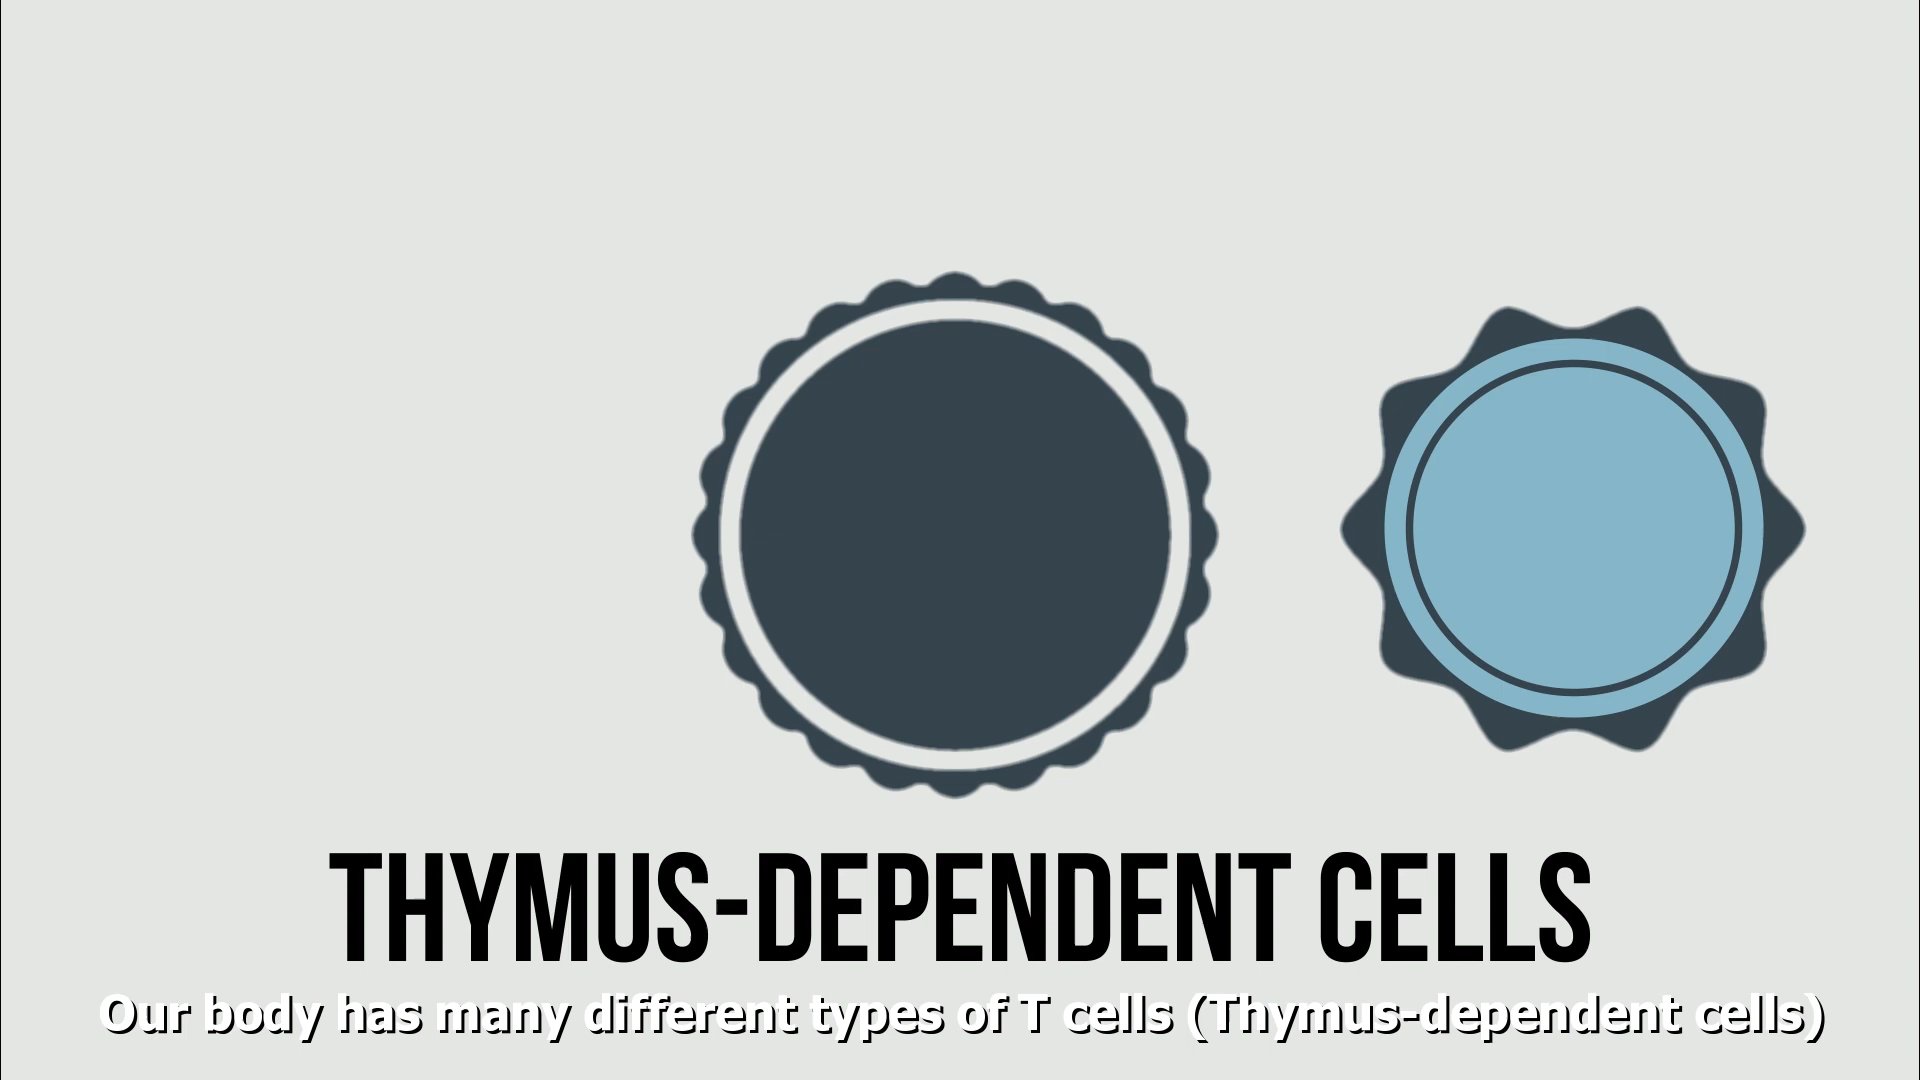 THYMUS-DEPENDENT CELLS
Our body has many different types of T cells (Thymus-dependent cells)